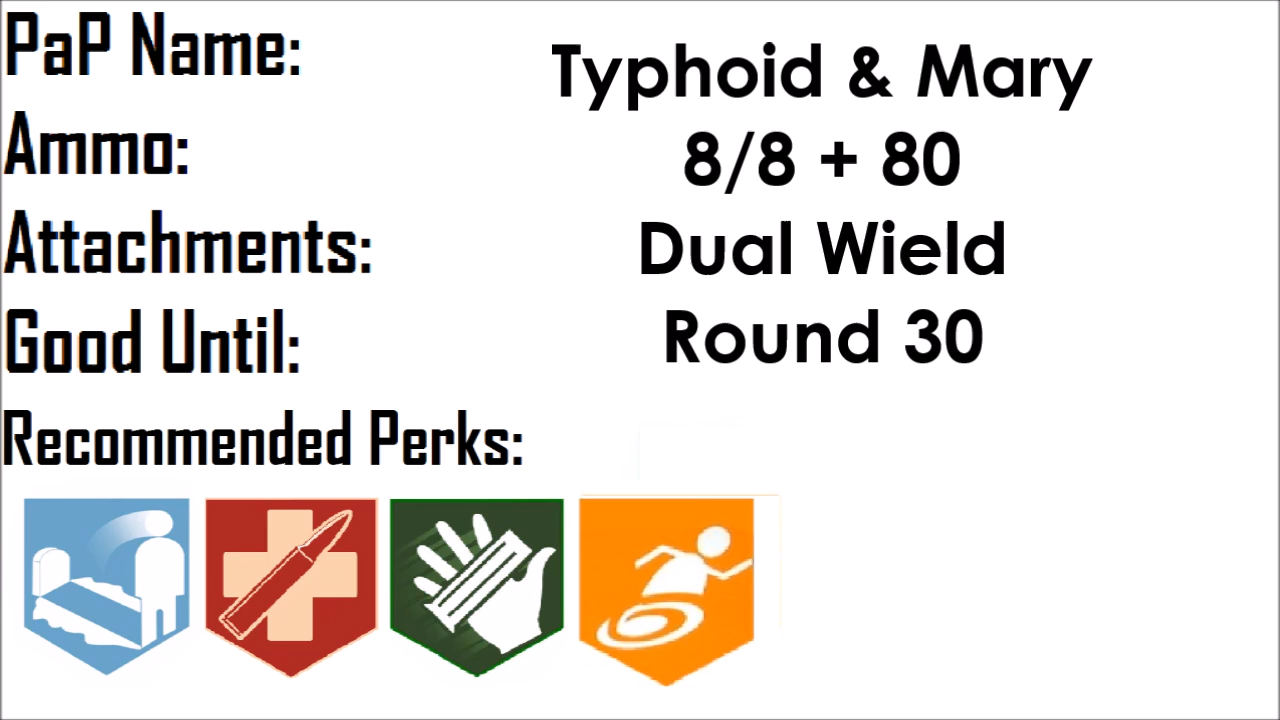 PaP Name: Typhoid & Mary
Ammo: 8/8 + 80
Attachments: Dual Wield
Good Until: Round 30
Recommended Perks: